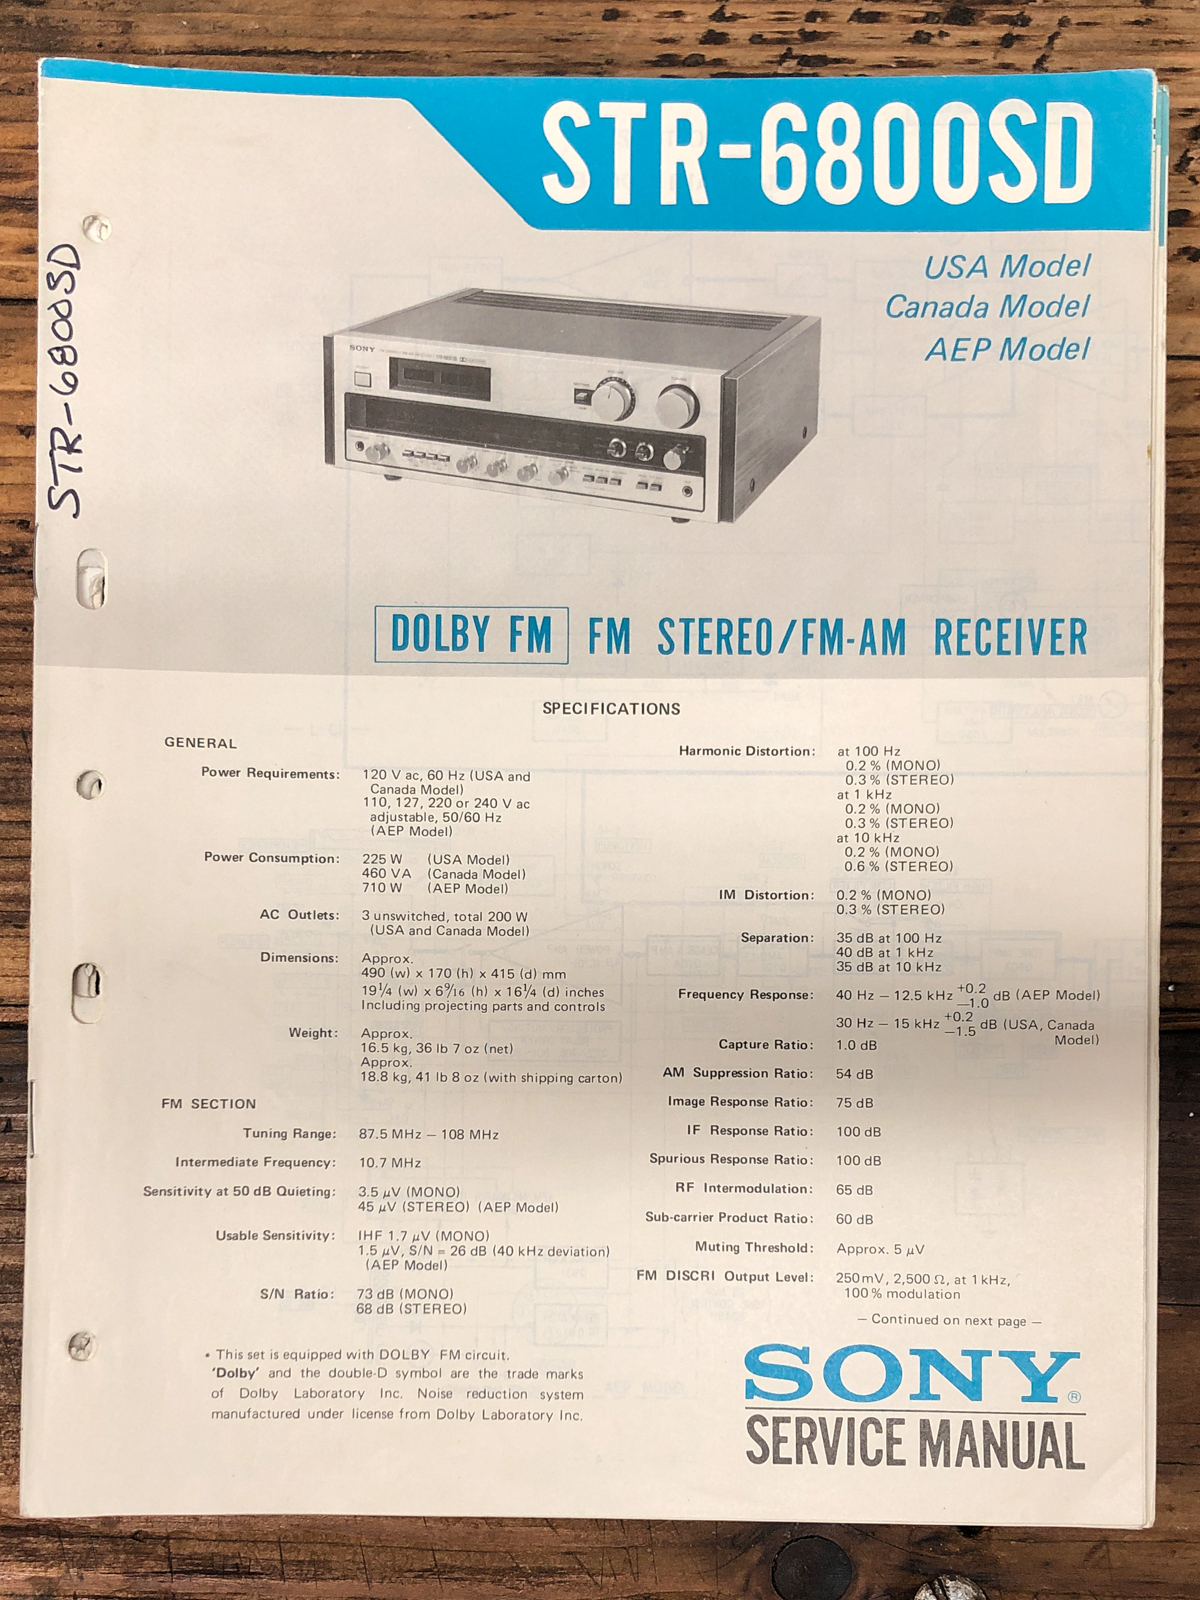 STR-6800SD
USA Model
Canada Model
AEP Model
STR-6800SD
SONY
DOLBY FM FM STEREO/FM-AM RECEIVER
SPECIFICATIONS
GENERAL
Power Requirements: 120 V ac, 60 Hz (USA and
Canada Model)
110, 127, 220 or 240 V ac
adjustable, 50/60 Hz
(AEP Model)
Power Consumption: 225 W (USA Model)
460 VA (Canada Model)
710 W (AEP Model)
AC Outlets: 3 unswitched, total 200 W
(USA and Canada Model)
Dimensions: Approx.
490 (w) x 170 (h) x 415 (d) mm
19¼ (w) x 6⁹⁄₁₆ (h) x 16¼ (d) inches
Including projecting parts and controls
Weight: Approx.
16.5 kg, 36 lb 7 oz (net)
Approx.
18.8 kg, 41 lb 8 oz (with shipping carton)
FM SECTION
Tuning Range: 87.5 MHz – 108 MHz
Intermediate Frequency: 10.7 MHz
Sensitivity at 50 dB Quieting: 3.5 µV (MONO)
45 µV (STEREO) (AEP Model)
Usable Sensitivity: IHF 1.7 µV (MONO)
1.5 µV, S/N = 26 dB (40 kHz deviation)
(AEP Model)
S/N Ratio: 73 dB (MONO)
68 dB (STEREO)
Harmonic Distortion: at 100 Hz
0.2 % (MONO)
0.3 % (STEREO)
at 1 kHz
0.2 % (MONO)
0.3 % (STEREO)
at 10 kHz
0.2 % (MONO)
0.6 % (STEREO)
IM Distortion: 0.2 % (MONO)
0.3 % (STEREO)
Separation: 35 dB at 100 Hz
40 dB at 1 kHz
35 dB at 10 kHz
Frequency Response: 40 Hz – 12.5 kHz +0.2 –1.0 dB (AEP Model)
30 Hz – 15 kHz +0.2 –1.5 dB (USA, Canada
Model)
Capture Ratio: 1.0 dB
AM Suppression Ratio: 54 dB
Image Response Ratio: 75 dB
IF Response Ratio: 100 dB
Spurious Response Ratio: 100 dB
RF Intermodulation: 65 dB
Sub-carrier Product Ratio: 60 dB
Muting Threshold: Approx. 5 µV
FM DISCRI Output Level: 250 mV, 2,500 Ω, at 1 kHz,
100 % modulation
– Continued on next page –
• This set is equipped with DOLBY FM circuit.
'Dolby' and the double-D symbol are the trade marks
of Dolby Laboratory Inc. Noise reduction system
manufactured under license from Dolby Laboratory Inc.
SONY®
SERVICE MANUAL